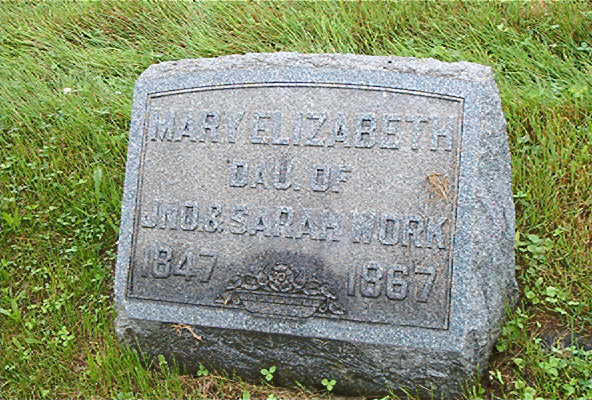 MARY ELIZABETH
DAU. OF
JNO. & SARAH WORK
1847 1867